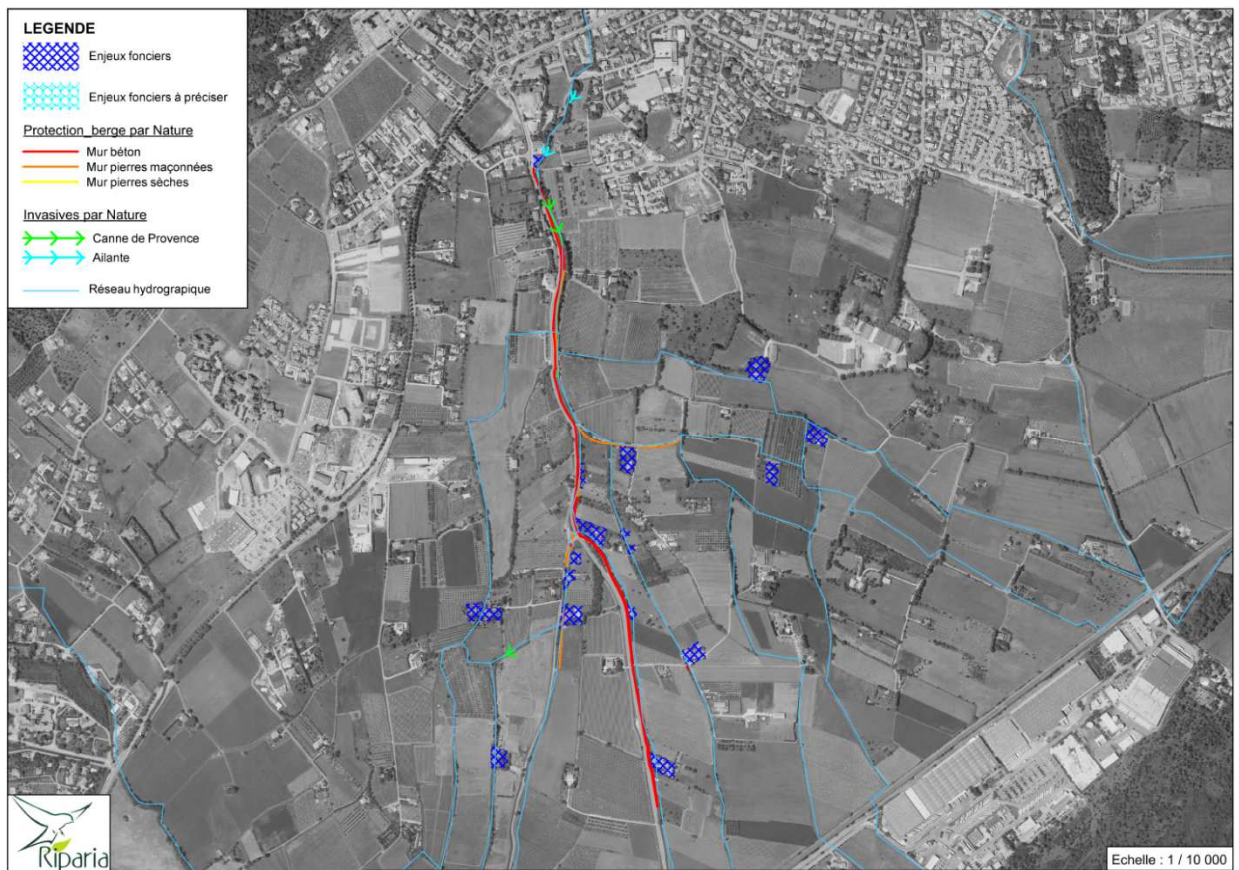 LEGENDE
Enjeux fonciers
Enjeux fonciers à préciser
Protection_berge par Nature
Mur béton
Mur pierres maçonnées
Mur pierres sèches
Invasives par Nature
Canne de Provence
Ailante
Réseau hydrograpique
Riparia
Echelle : 1 / 10 000